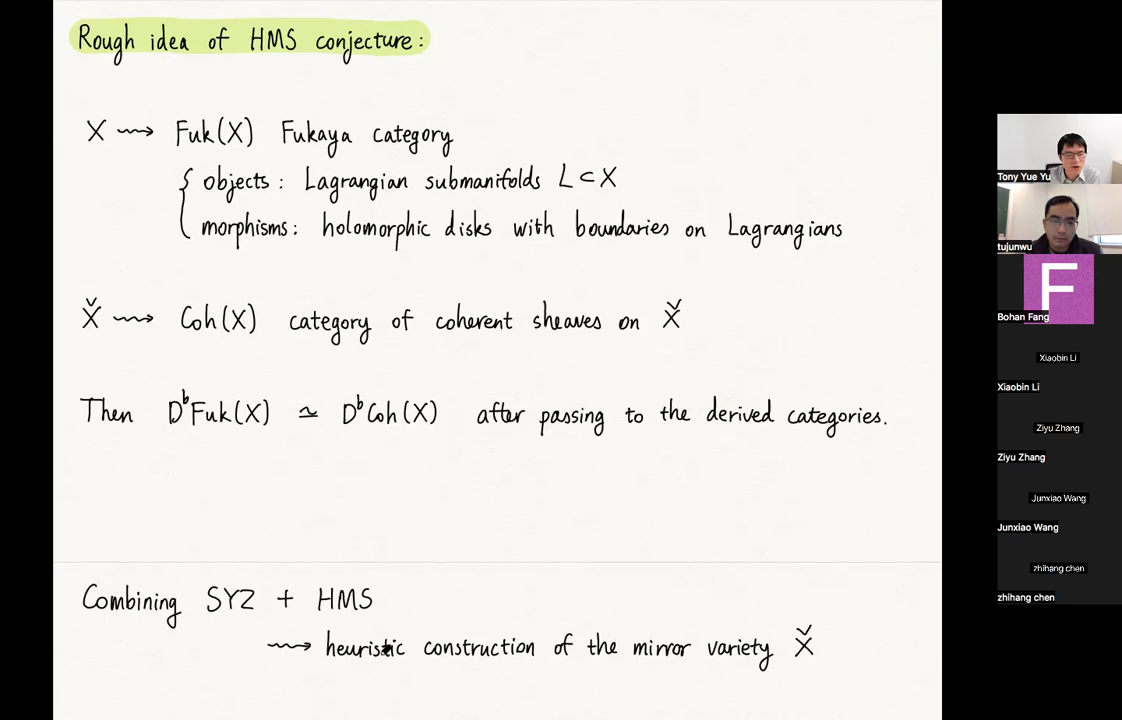 Rough idea of HMS conjecture:
X ⇝ Fuk(X) Fukaya category
{ objects: Lagrangian submanifolds L ⊂ X
morphisms: holomorphic disks with boundaries on Lagrangians
X̌ ⇝ Coh(X) category of coherent sheaves on X̌
Then DᵇFuk(X) ≃ DᵇCoh(X) after passing to the derived categories.
Combining SYZ + HMS
⇝ heuristic construction of the mirror variety X̌
Tony Yue Yu
tujunwu
F
Bohan Fang
Xiaobin Li
Xiaobin Li
Ziyu Zhang
Ziyu Zhang
Junxiao Wang
Junxiao Wang
zhihang chen
zhihang chen